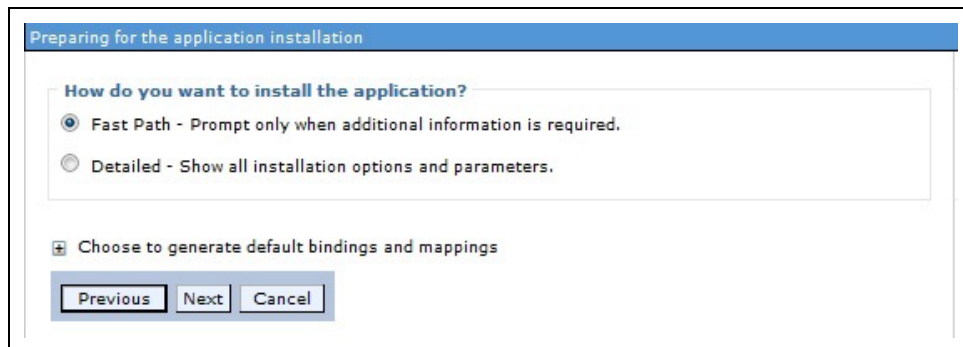 Preparing for the application installation
How do you want to install the application?
Fast Path - Prompt only when additional information is required.
Detailed - Show all installation options and parameters.
Choose to generate default bindings and mappings
Previous Next Cancel